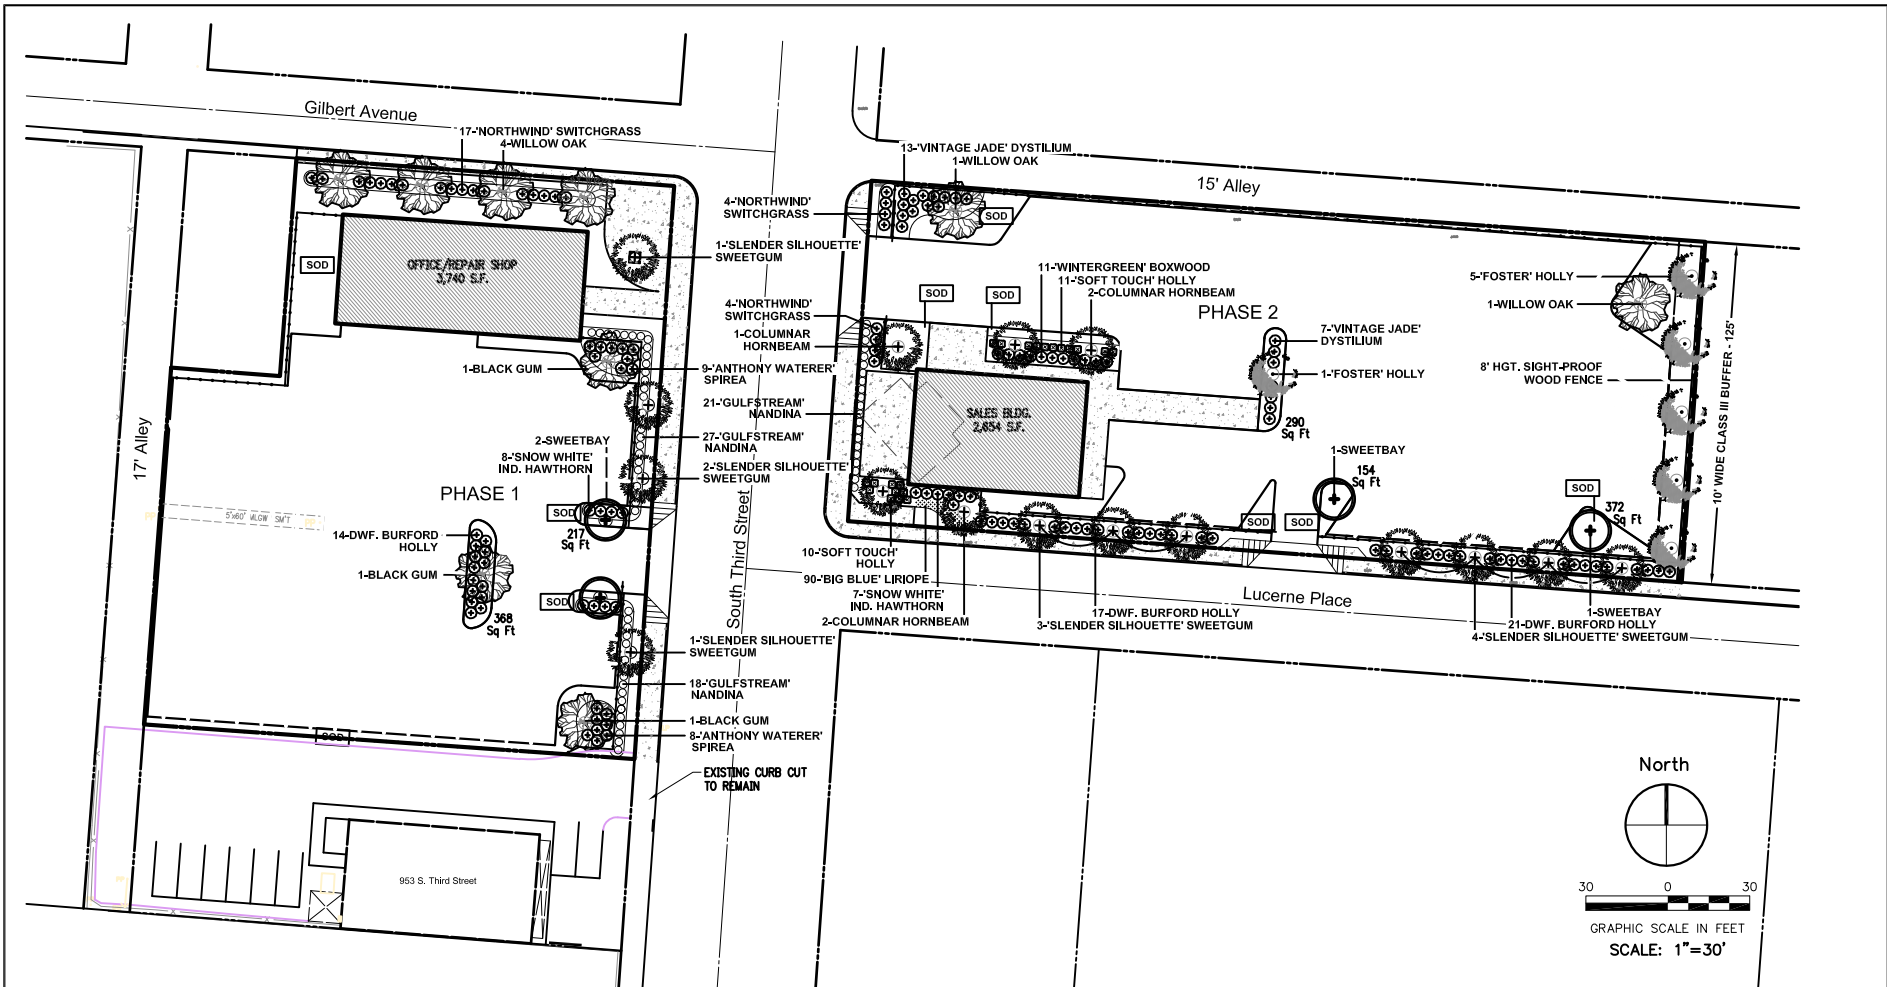 Gilbert Avenue
17-'NORTHWIND' SWITCHGRASS
4-WILLOW OAK
13-'VINTAGE JADE' DYSTILIUM
1-WILLOW OAK
15' Alley
4-'NORTHWIND'
SWITCHGRASS
SOD
1-'SLENDER SILHOUETTE'
SWEETGUM
SOD
OFFICE/REPAIR SHOP
3,740 S.F.
11-'WINTERGREEN' BOXWOOD
11-'SOFT TOUCH' HOLLY
2-COLUMNAR HORNBEAM
SOD
SOD
5-'FOSTER' HOLLY
1-WILLOW OAK
4-'NORTHWIND'
SWITCHGRASS
1-COLUMNAR
HORNBEAM
PHASE 2
7-'VINTAGE JADE'
DYSTILIUM
1-'FOSTER' HOLLY
8' HGT. SIGHT-PROOF
WOOD FENCE
10' WIDE CLASS III BUFFER - 125'
1-BLACK GUM
9-'ANTHONY WATERER'
SPIREA
21-'GULFSTREAM'
NANDINA
SALES BLDG.
2,654 S.F.
290
Sq Ft
27-'GULFSTREAM'
NANDINA
2-SWEETBAY
8-'SNOW WHITE'
IND. HAWTHORN
2-'SLENDER SILHOUETTE'
SWEETGUM
1-SWEETBAY
154
Sq Ft
SOD
372
Sq Ft
17' Alley
PHASE 1
5'x60' MLGW SM'T
PP
PP
SOD
217
Sq Ft
SOD
SOD
14-DWF. BURFORD
HOLLY
1-BLACK GUM
368
Sq Ft
SOD
South Third Street
10-'SOFT TOUCH'
HOLLY
90-'BIG BLUE' LIRIOPE
7-'SNOW WHITE'
IND. HAWTHORN
2-COLUMNAR HORNBEAM
Lucerne Place
17-DWF. BURFORD HOLLY
3-'SLENDER SILHOUETTE' SWEETGUM
1-SWEETBAY
21-DWF. BURFORD HOLLY
4-'SLENDER SILHOUETTE' SWEETGUM
1-'SLENDER SILHOUETTE'
SWEETGUM
18-'GULFSTREAM'
NANDINA
1-BLACK GUM
8-'ANTHONY WATERER'
SPIREA
SOD
EXISTING CURB CUT
TO REMAIN
953 S. Third Street
PP
North
30 0 30
GRAPHIC SCALE IN FEET
SCALE: 1"=30'